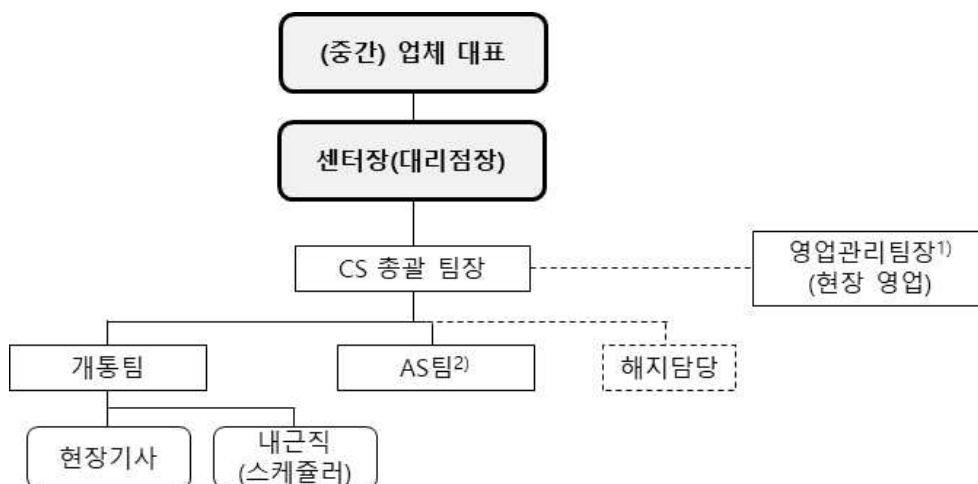 (중간) 업체 대표
센터장(대리점장)
CS 총괄 팀장
영업관리팀장1)
(현장 영업)
개통팀
AS팀2)
해지담당
현장기사
내근직
(스케쥴러)